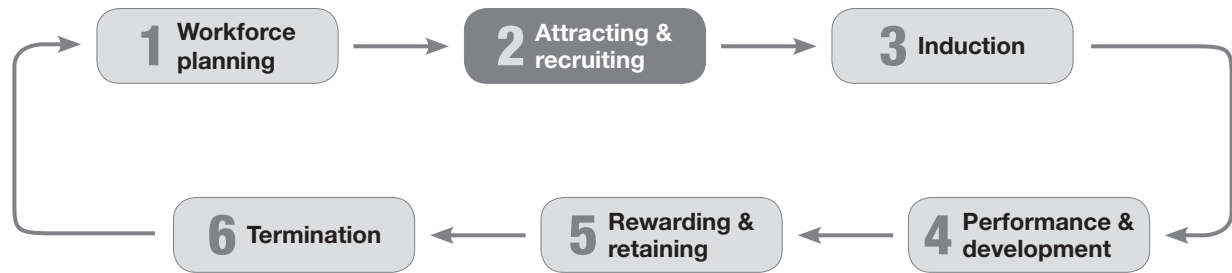 1 Workforce
planning
2 Attracting &
recruiting
3 Induction
4 Performance &
development
5 Rewarding &
retaining
6 Termination